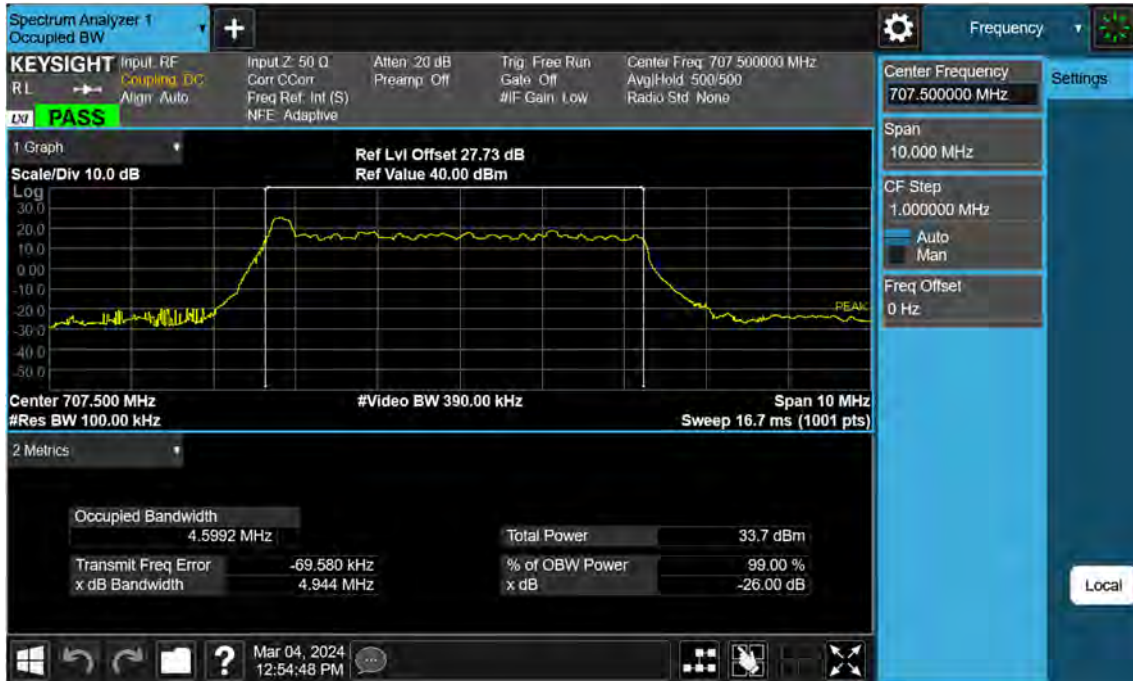 Spectrum Analyzer 1
Occupied BW
+
Frequency
KEYSIGHT
RL
LXI PASS
Input: RF
Coupling: DC
Align: Auto
Input Z: 50 Ω
Corr CCorr
Freq Ref: Int (S)
NFE: Adaptive
Atten: 20 dB
Preamp: Off
Trig: Free Run
Gate: Off
#IF Gain: Low
Center Freq: 707.500000 MHz
Avg|Hold: 500/500
Radio Std: None
Center Frequency
707.500000 MHz
Settings
Span
10.000 MHz
CF Step
1.000000 MHz
Auto
Man
Freq Offset
0 Hz
1 Graph
Scale/Div 10.0 dB
Ref Lvl Offset 27.73 dB
Ref Value 40.00 dBm
Log
30.0
20.0
10.0
0.00
-10.0
-20.0
-30.0
-40.0
-50.0
PEAK
Center 707.500 MHz
#Video BW 390.00 kHz
Span 10 MHz
#Res BW 100.00 kHz
Sweep 16.7 ms (1001 pts)
2 Metrics
Occupied Bandwidth
4.5992 MHz
Total Power 33.7 dBm
Transmit Freq Error -69.580 kHz
% of OBW Power 99.00 %
x dB Bandwidth 4.944 MHz
x dB -26.00 dB
Local
?
Mar 04, 2024
12:54:48 PM